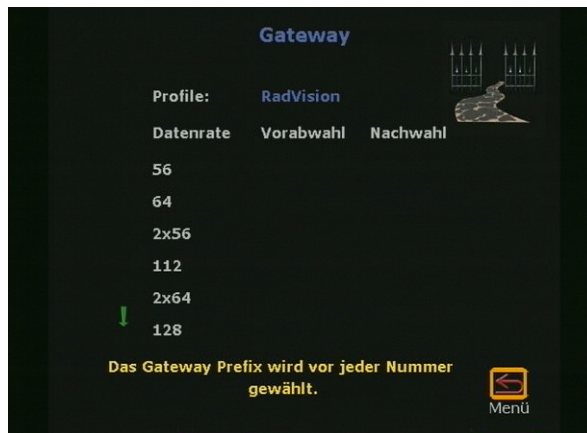 Gateway
Profile: RadVision
Datenrate Vorabwahl Nachwahl
56
64
2x56
112
2x64
128
Das Gateway Prefix wird vor jeder Nummer
gewählt.
Menü